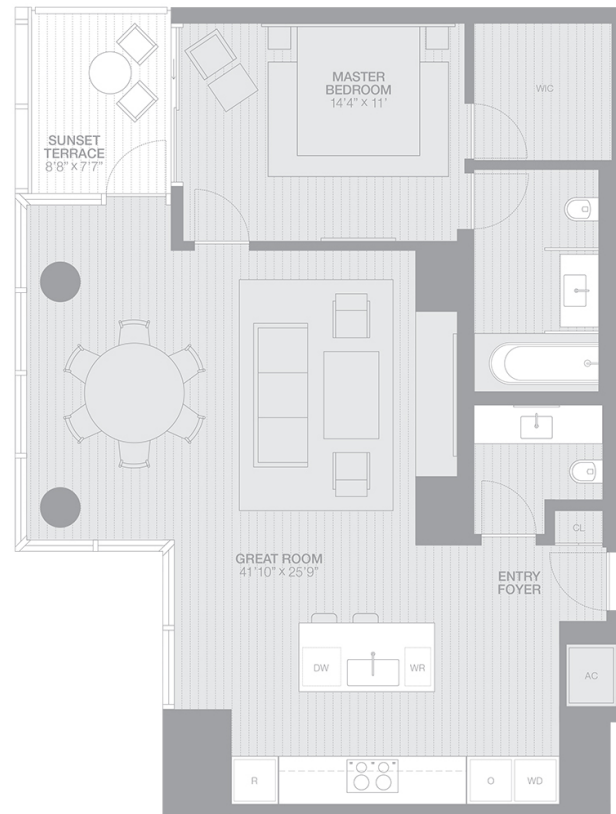 MASTER
BEDROOM
14'4" x 11'
WIC
SUNSET
TERRACE
8'8" x 7'7"
CL
GREAT ROOM
41'10" x 25'9"
ENTRY
FOYER
DW
WR
AC
R
O
WD